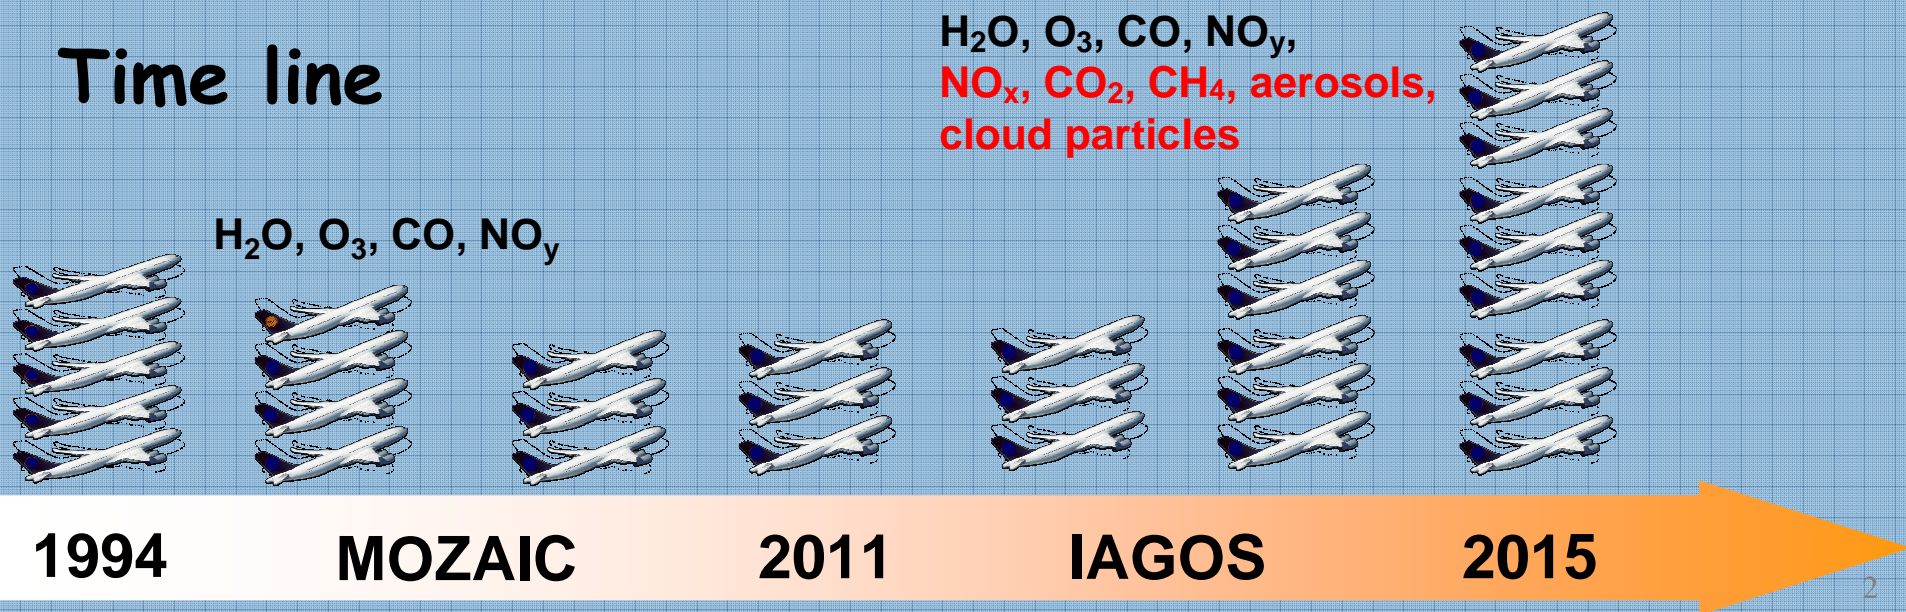 Time line
H₂O, O₃, CO, NOy,
NOx, CO₂, CH₄, aerosols,
cloud particles
H₂O, O₃, CO, NOy
1994 MOZAIC 2011 IAGOS 2015
2